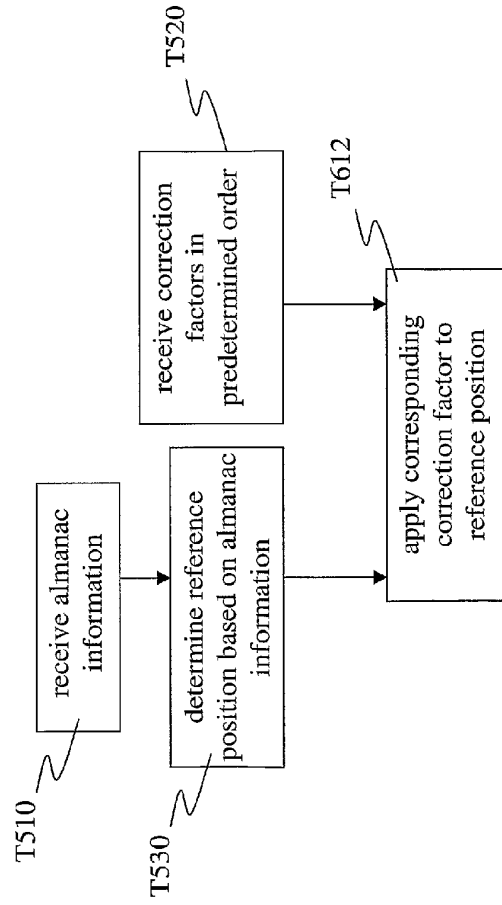 T510
receive almanac
information
T530
determine reference
position based on almanac
information
T520
receive correction
factors in
predetermined order
T612
apply corresponding
correction factor to
reference position